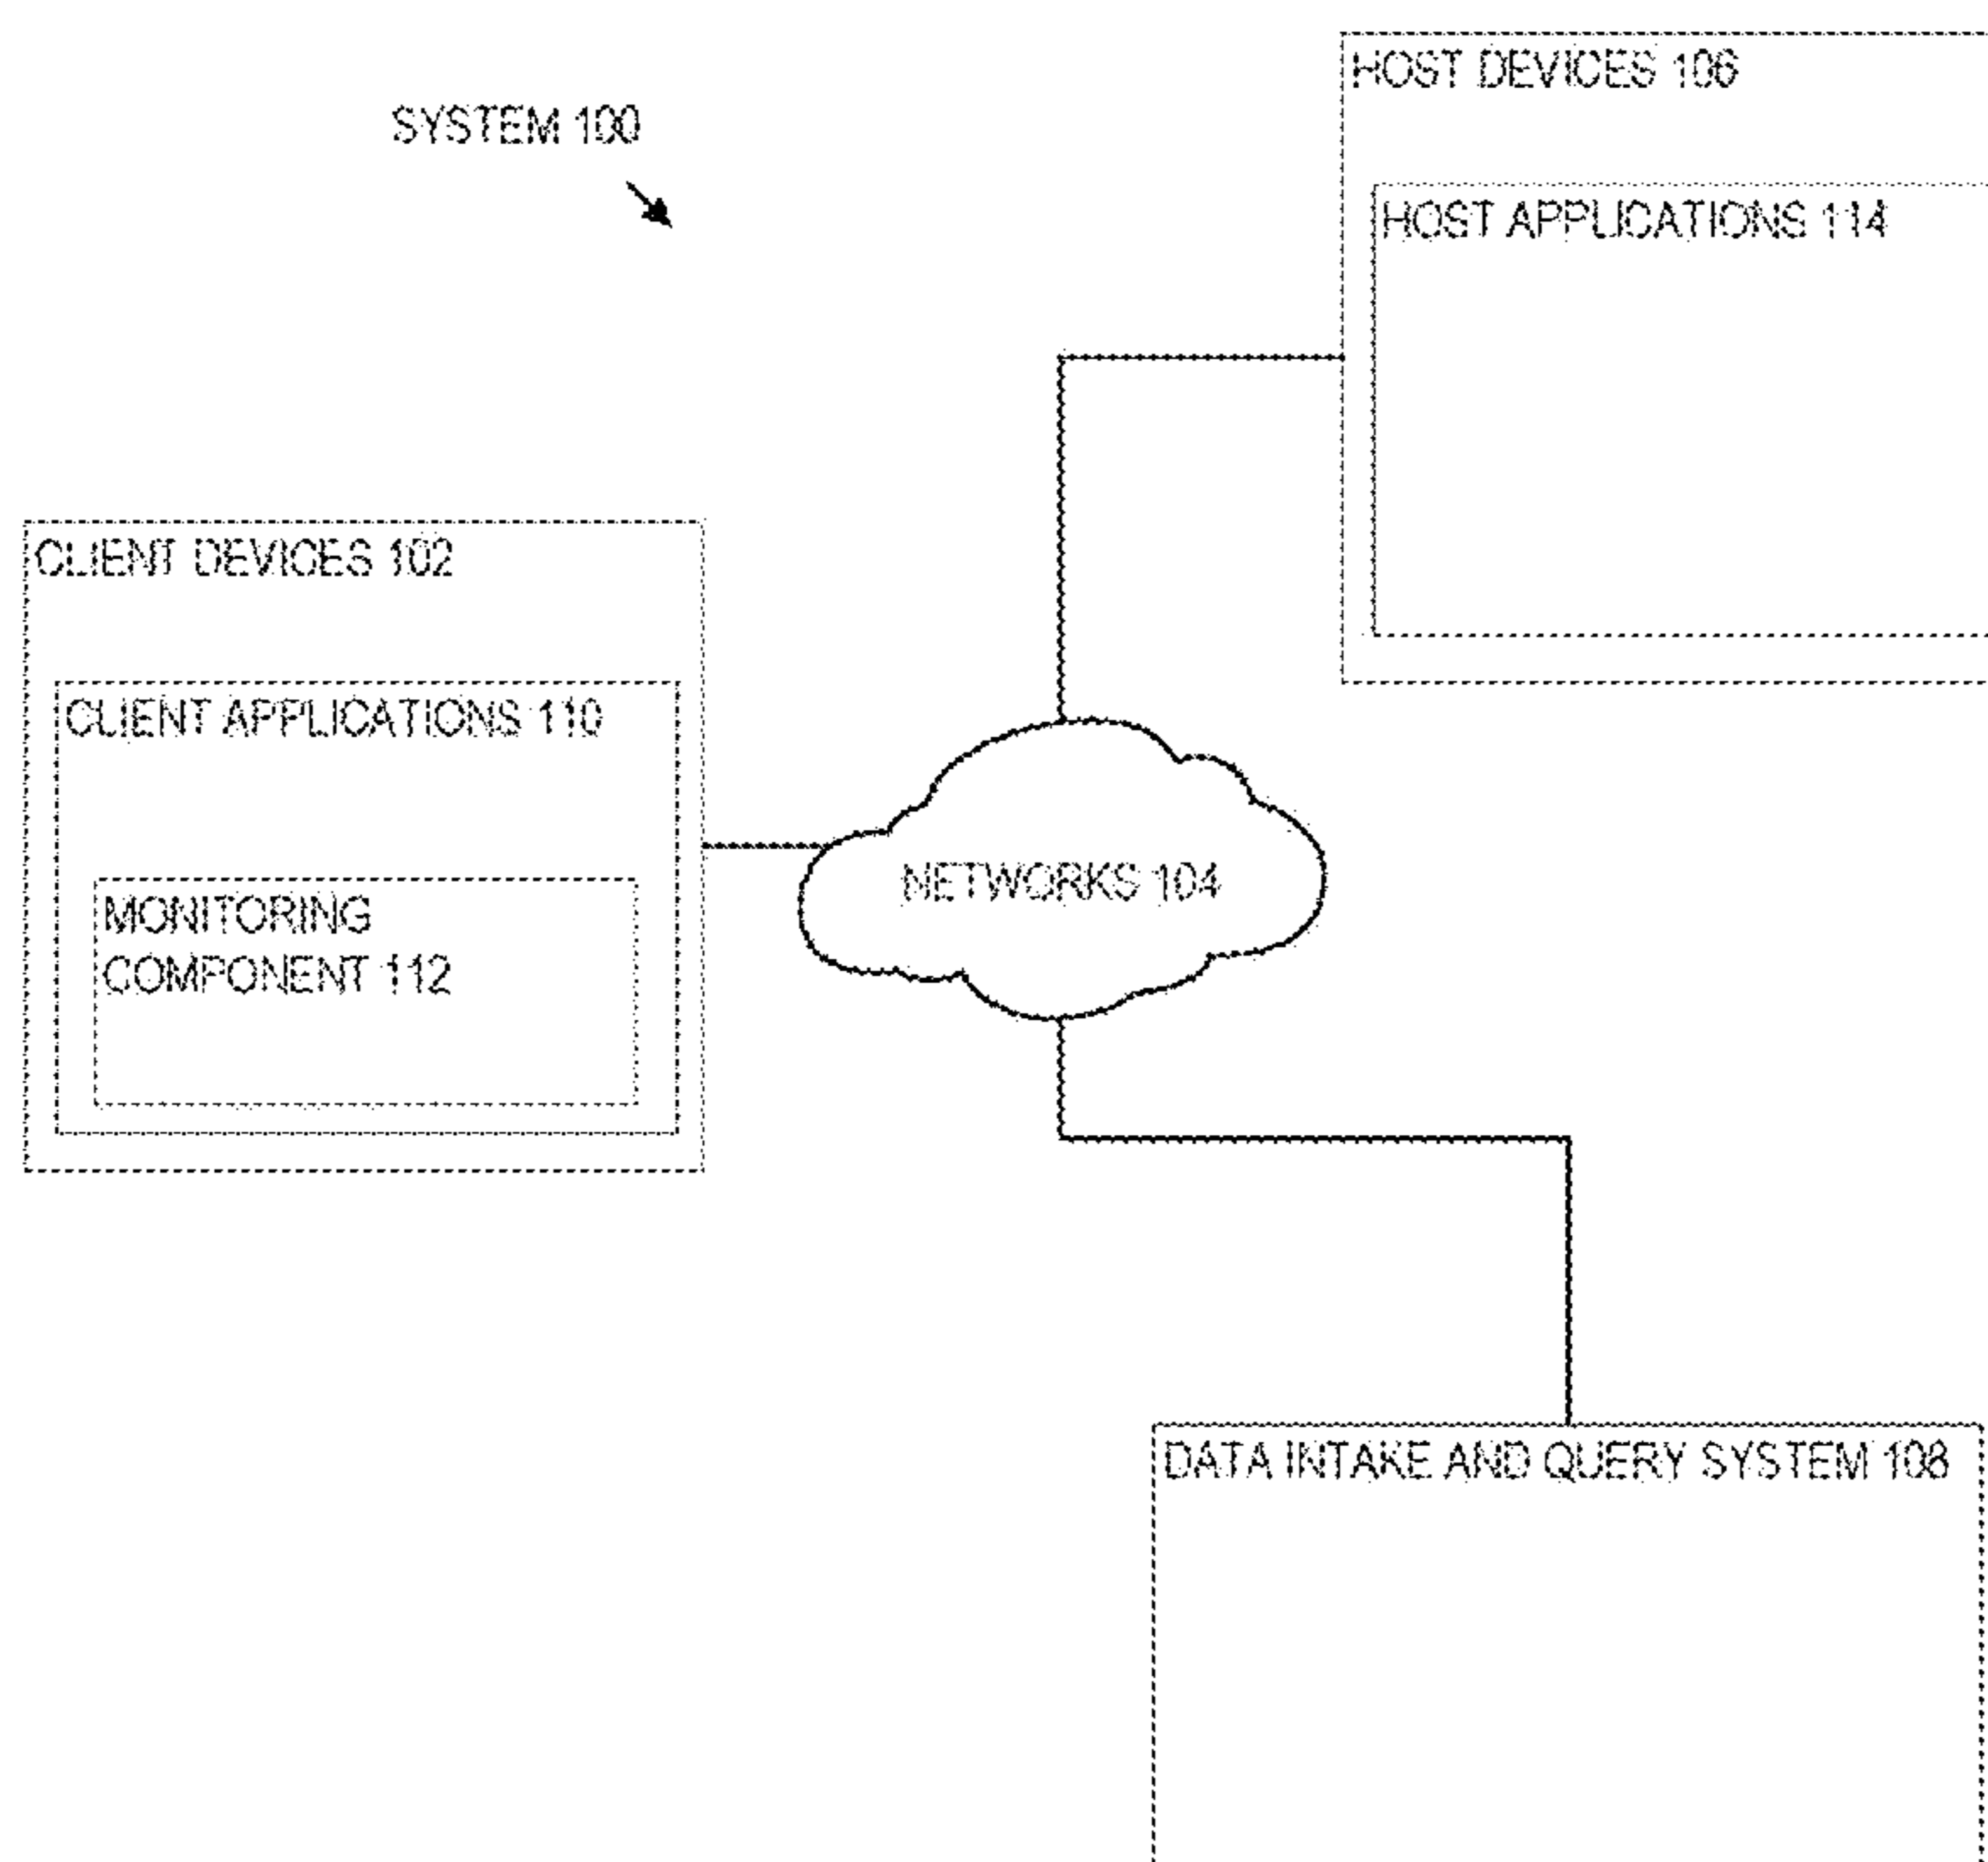 SYSTEM 100
HOST DEVICES 106
HOST APPLICATIONS 114
CLIENT DEVICES 102
CLIENT APPLICATIONS 110
MONITORING
COMPONENT 112
NETWORKS 104
DATA INTAKE AND QUERY SYSTEM 108